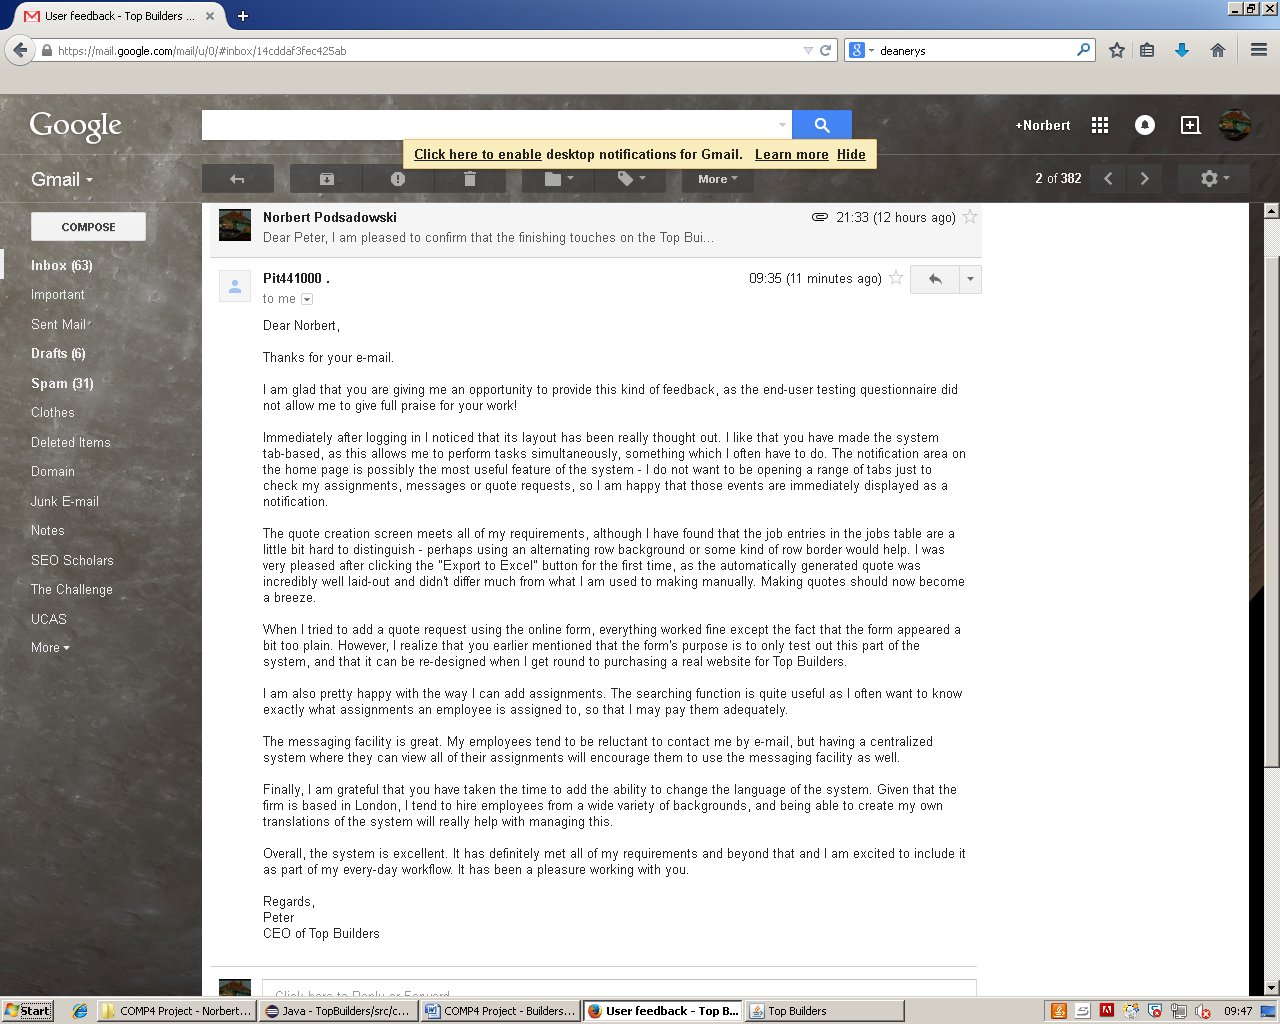 User feedback - Top Builders ...
https://mail.google.com/mail/u/0/#inbox/14cddaf3fec425ab
deanerys
Google
+Norbert
Click here to enable desktop notifications for Gmail. Learn more Hide
Gmail
More
2 of 382
COMPOSE
Inbox (63)
Important
Sent Mail
Drafts (6)
Spam (31)
Clothes
Deleted Items
Domain
Junk E-mail
Notes
SEO Scholars
The Challenge
UCAS
More
Norbert Podsadowski
21:33 (12 hours ago)
Dear Peter, I am pleased to confirm that the finishing touches on the Top Bui...
Pit441000 .
09:35 (11 minutes ago)
to me
Dear Norbert,
Thanks for your e-mail.
I am glad that you are giving me an opportunity to provide this kind of feedback, as the end-user testing questionnaire did
not allow me to give full praise for your work!
Immediately after logging in I noticed that its layout has been really thought out. I like that you have made the system
tab-based, as this allows me to perform tasks simultaneously, something which I often have to do. The notification area on
the home page is possibly the most useful feature of the system - I do not want to be opening a range of tabs just to
check my assignments, messages or quote requests, so I am happy that those events are immediately displayed as a
notification.
The quote creation screen meets all of my requirements, although I have found that the job entries in the jobs table are a
little bit hard to distinguish - perhaps using an alternating row background or some kind of row border would help. I was
very pleased after clicking the "Export to Excel" button for the first time, as the automatically generated quote was
incredibly well laid-out and didn't differ much from what I am used to making manually. Making quotes should now become
a breeze.
When I tried to add a quote request using the online form, everything worked fine except the fact that the form appeared a
bit too plain. However, I realize that you earlier mentioned that the form's purpose is to only test out this part of the
system, and that it can be re-designed when I get round to purchasing a real website for Top Builders.
I am also pretty happy with the way I can add assignments. The searching function is quite useful as I often want to know
exactly what assignments an employee is assigned to, so that I may pay them adequately.
The messaging facility is great. My employees tend to be reluctant to contact me by e-mail, but having a centralized
system where they can view all of their assignments will encourage them to use the messaging facility as well.
Finally, I am grateful that you have taken the time to add the ability to change the language of the system. Given that the
firm is based in London, I tend to hire employees from a wide variety of backgrounds, and being able to create my own
translations of the system will really help with managing this.
Overall, the system is excellent. It has definitely met all of my requirements and beyond that and I am excited to include it
as part of my every-day workflow. It has been a pleasure working with you.
Regards,
Peter
CEO of Top Builders
Click here to Reply or Forward
Start
COMP4 Project - Norbert...
Java - TopBuilders/src/c...
COMP4 Project - Builders...
User feedback - Top B...
Top Builders
09:47